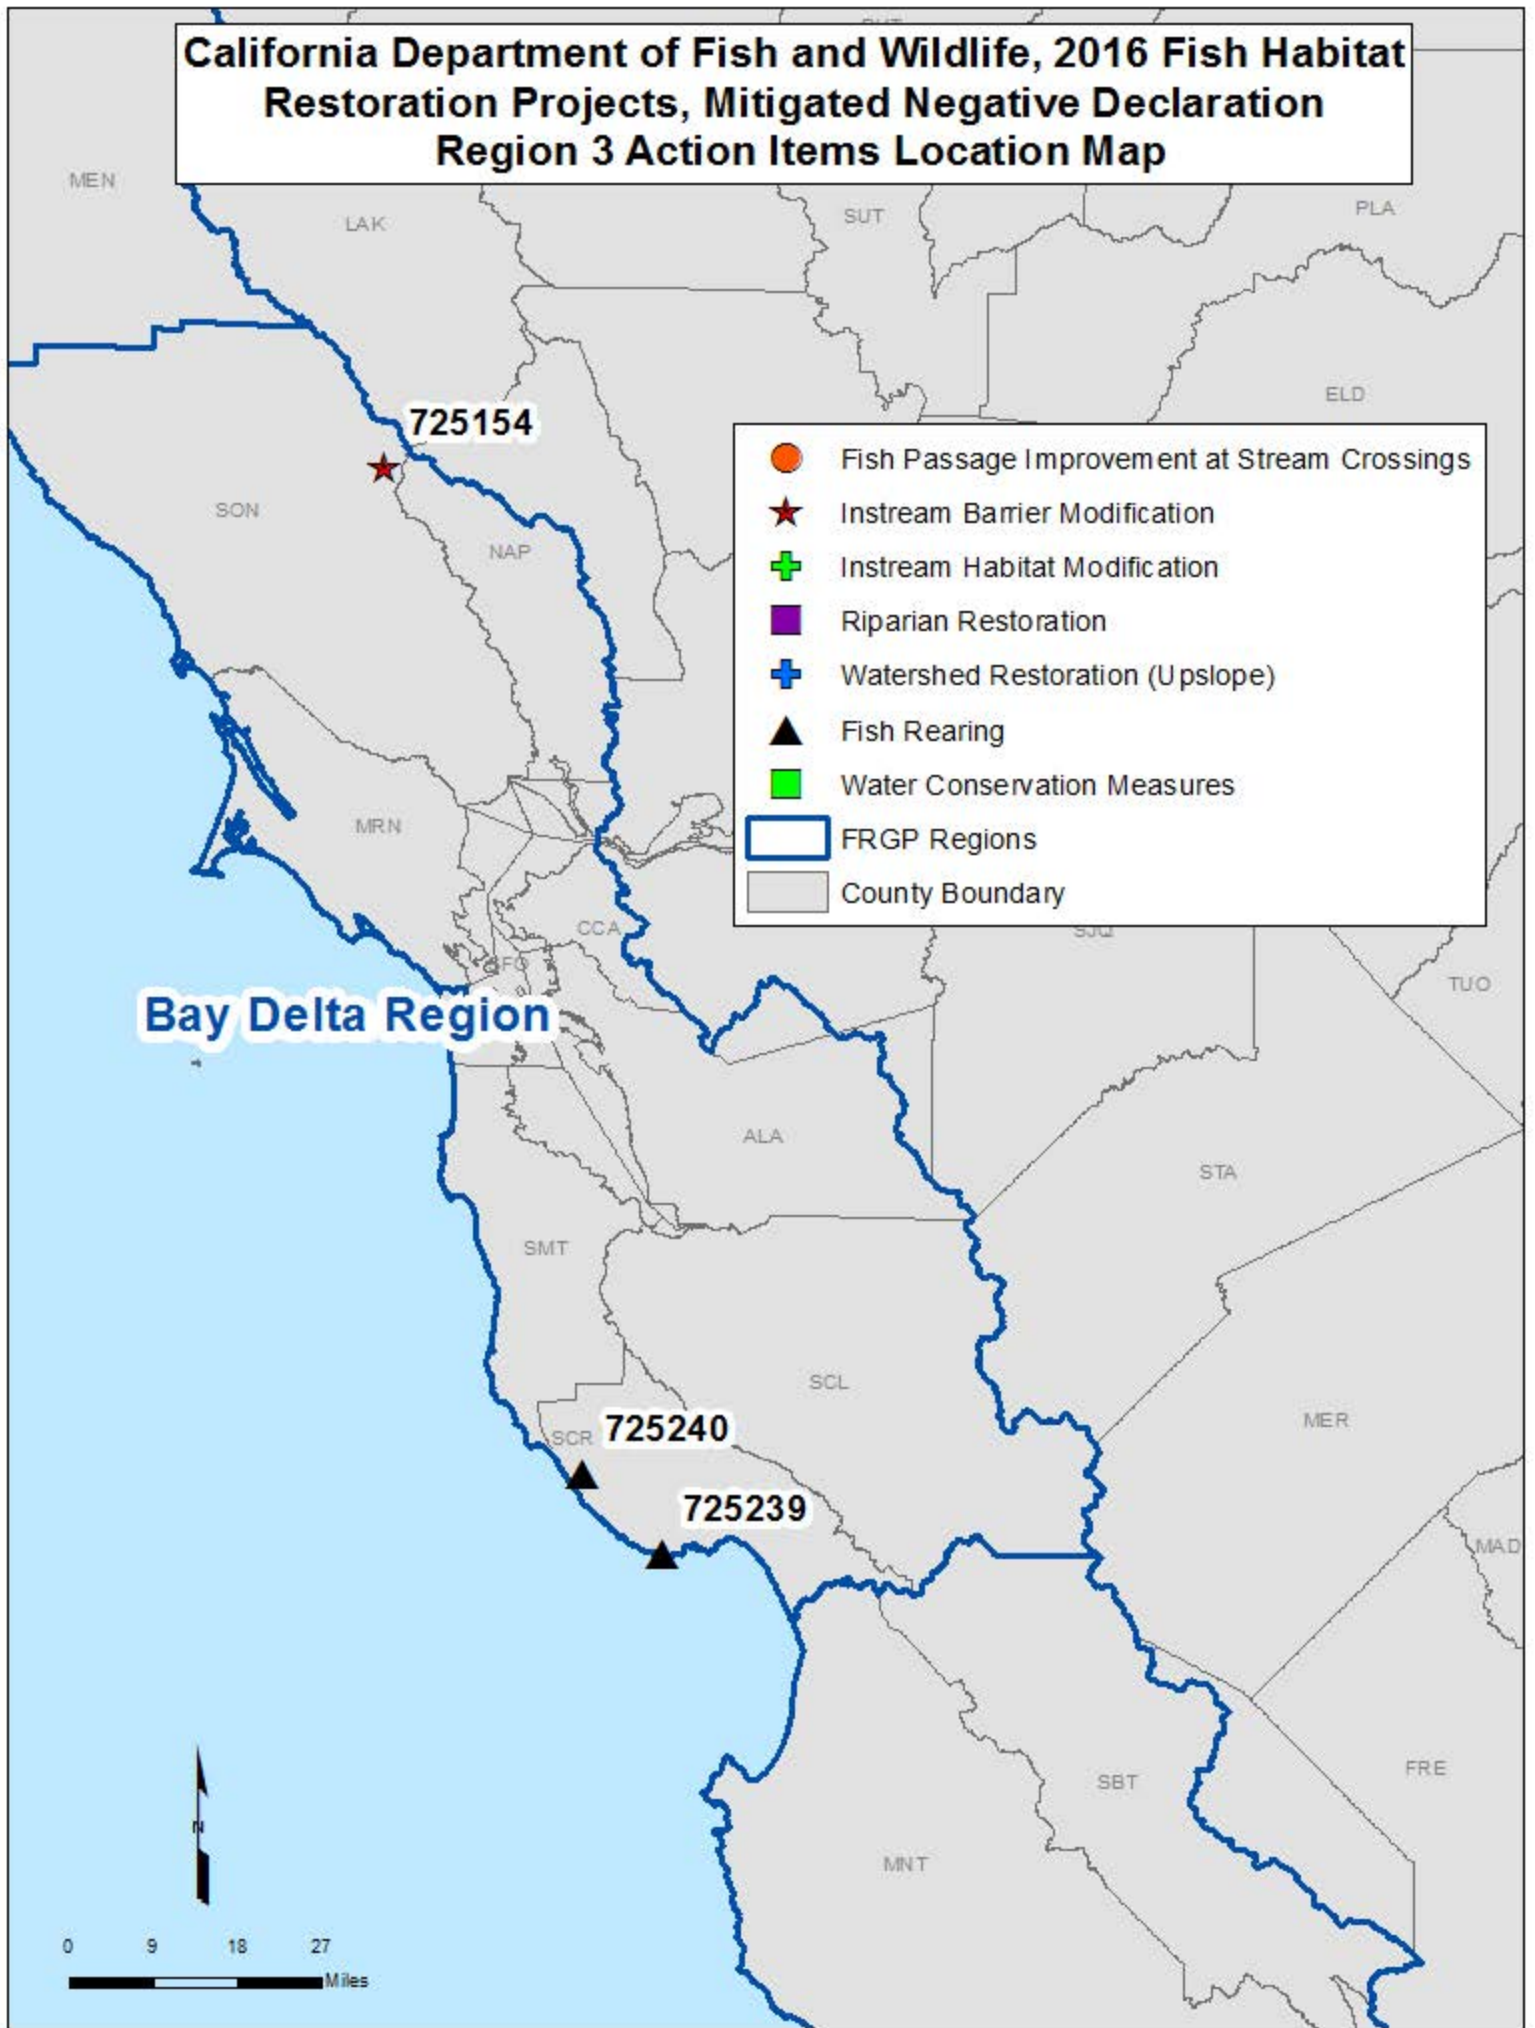 California Department of Fish and Wildlife, 2016 Fish Habitat
Restoration Projects, Mitigated Negative Declaration
Region 3 Action Items Location Map
MEN
LAK
SUT
PLA
ELD
725154
SON
NAP
Fish Passage Improvement at Stream Crossings
Instream Barrier Modification
Instream Habitat Modification
Riparian Restoration
Watershed Restoration (Upslope)
Fish Rearing
Water Conservation Measures
FRGP Regions
County Boundary
MRN
CCA
SJQ
SFO
TUO
Bay Delta Region
ALA
STA
SMT
SCL
MER
SCR
725240
725239
MAD
SBT
FRE
MNT
N
0 9 18 27
Miles